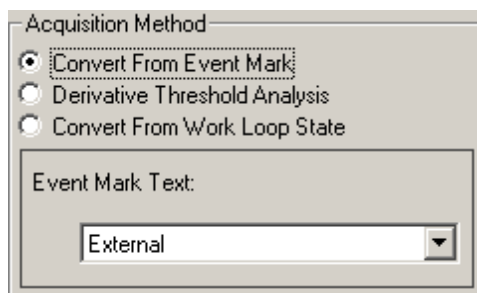 Acquisition Method
Convert From Event Mark
Derivative Threshold Analysis
Convert From Work Loop State
Event Mark Text:
External